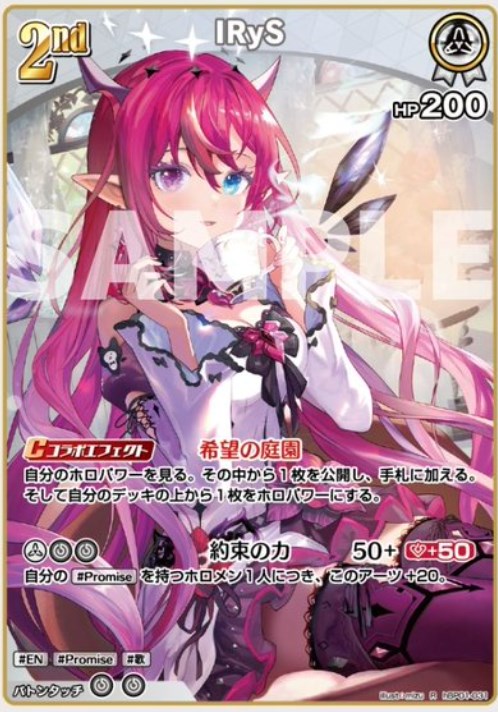 2nd
IRyS
HP200
SAMPLE
Cコラボエフェクト 希望の庭園
自分のホロパワーを見る。その中から1枚を公開し、手札に加える。
そして自分のデッキの上から1枚をホロパワーにする。
約束の力 50+ +50
自分の #Promise を持つホロメン1人につき、このアーツ+20。
#EN #Promise #歌
バトンタッチ
illust：mizu R hBP01-031